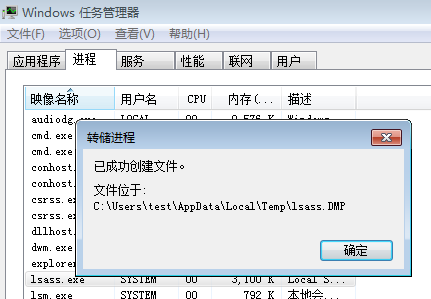 Windows 任务管理器
文件(F) 选项(O) 查看(V) 帮助(H)
应用程序 进程 服务 性能 联网 用户
映像名称 用户名 CPU 内存(... 描述
audiodg.exe LOCAL 00
cmd.exe
cmd.exe
conhost.
conhost.
csrss.ex
csrss.ex
dllhost.
dwm.exe
explorer
转储进程
已成功创建文件。
文件位于:
C:\Users\test\AppData\Local\Temp\lsass.DMP
确定
lsass.exe SYSTEM 00 3,100 K Local S...
lsm.exe SYSTEM 00 792 K 本地会...